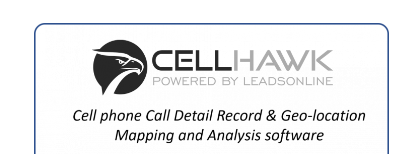 CELLHAWK
POWERED BY LEADSONLINE
Cell phone Call Detail Record & Geo-location
Mapping and Analysis software